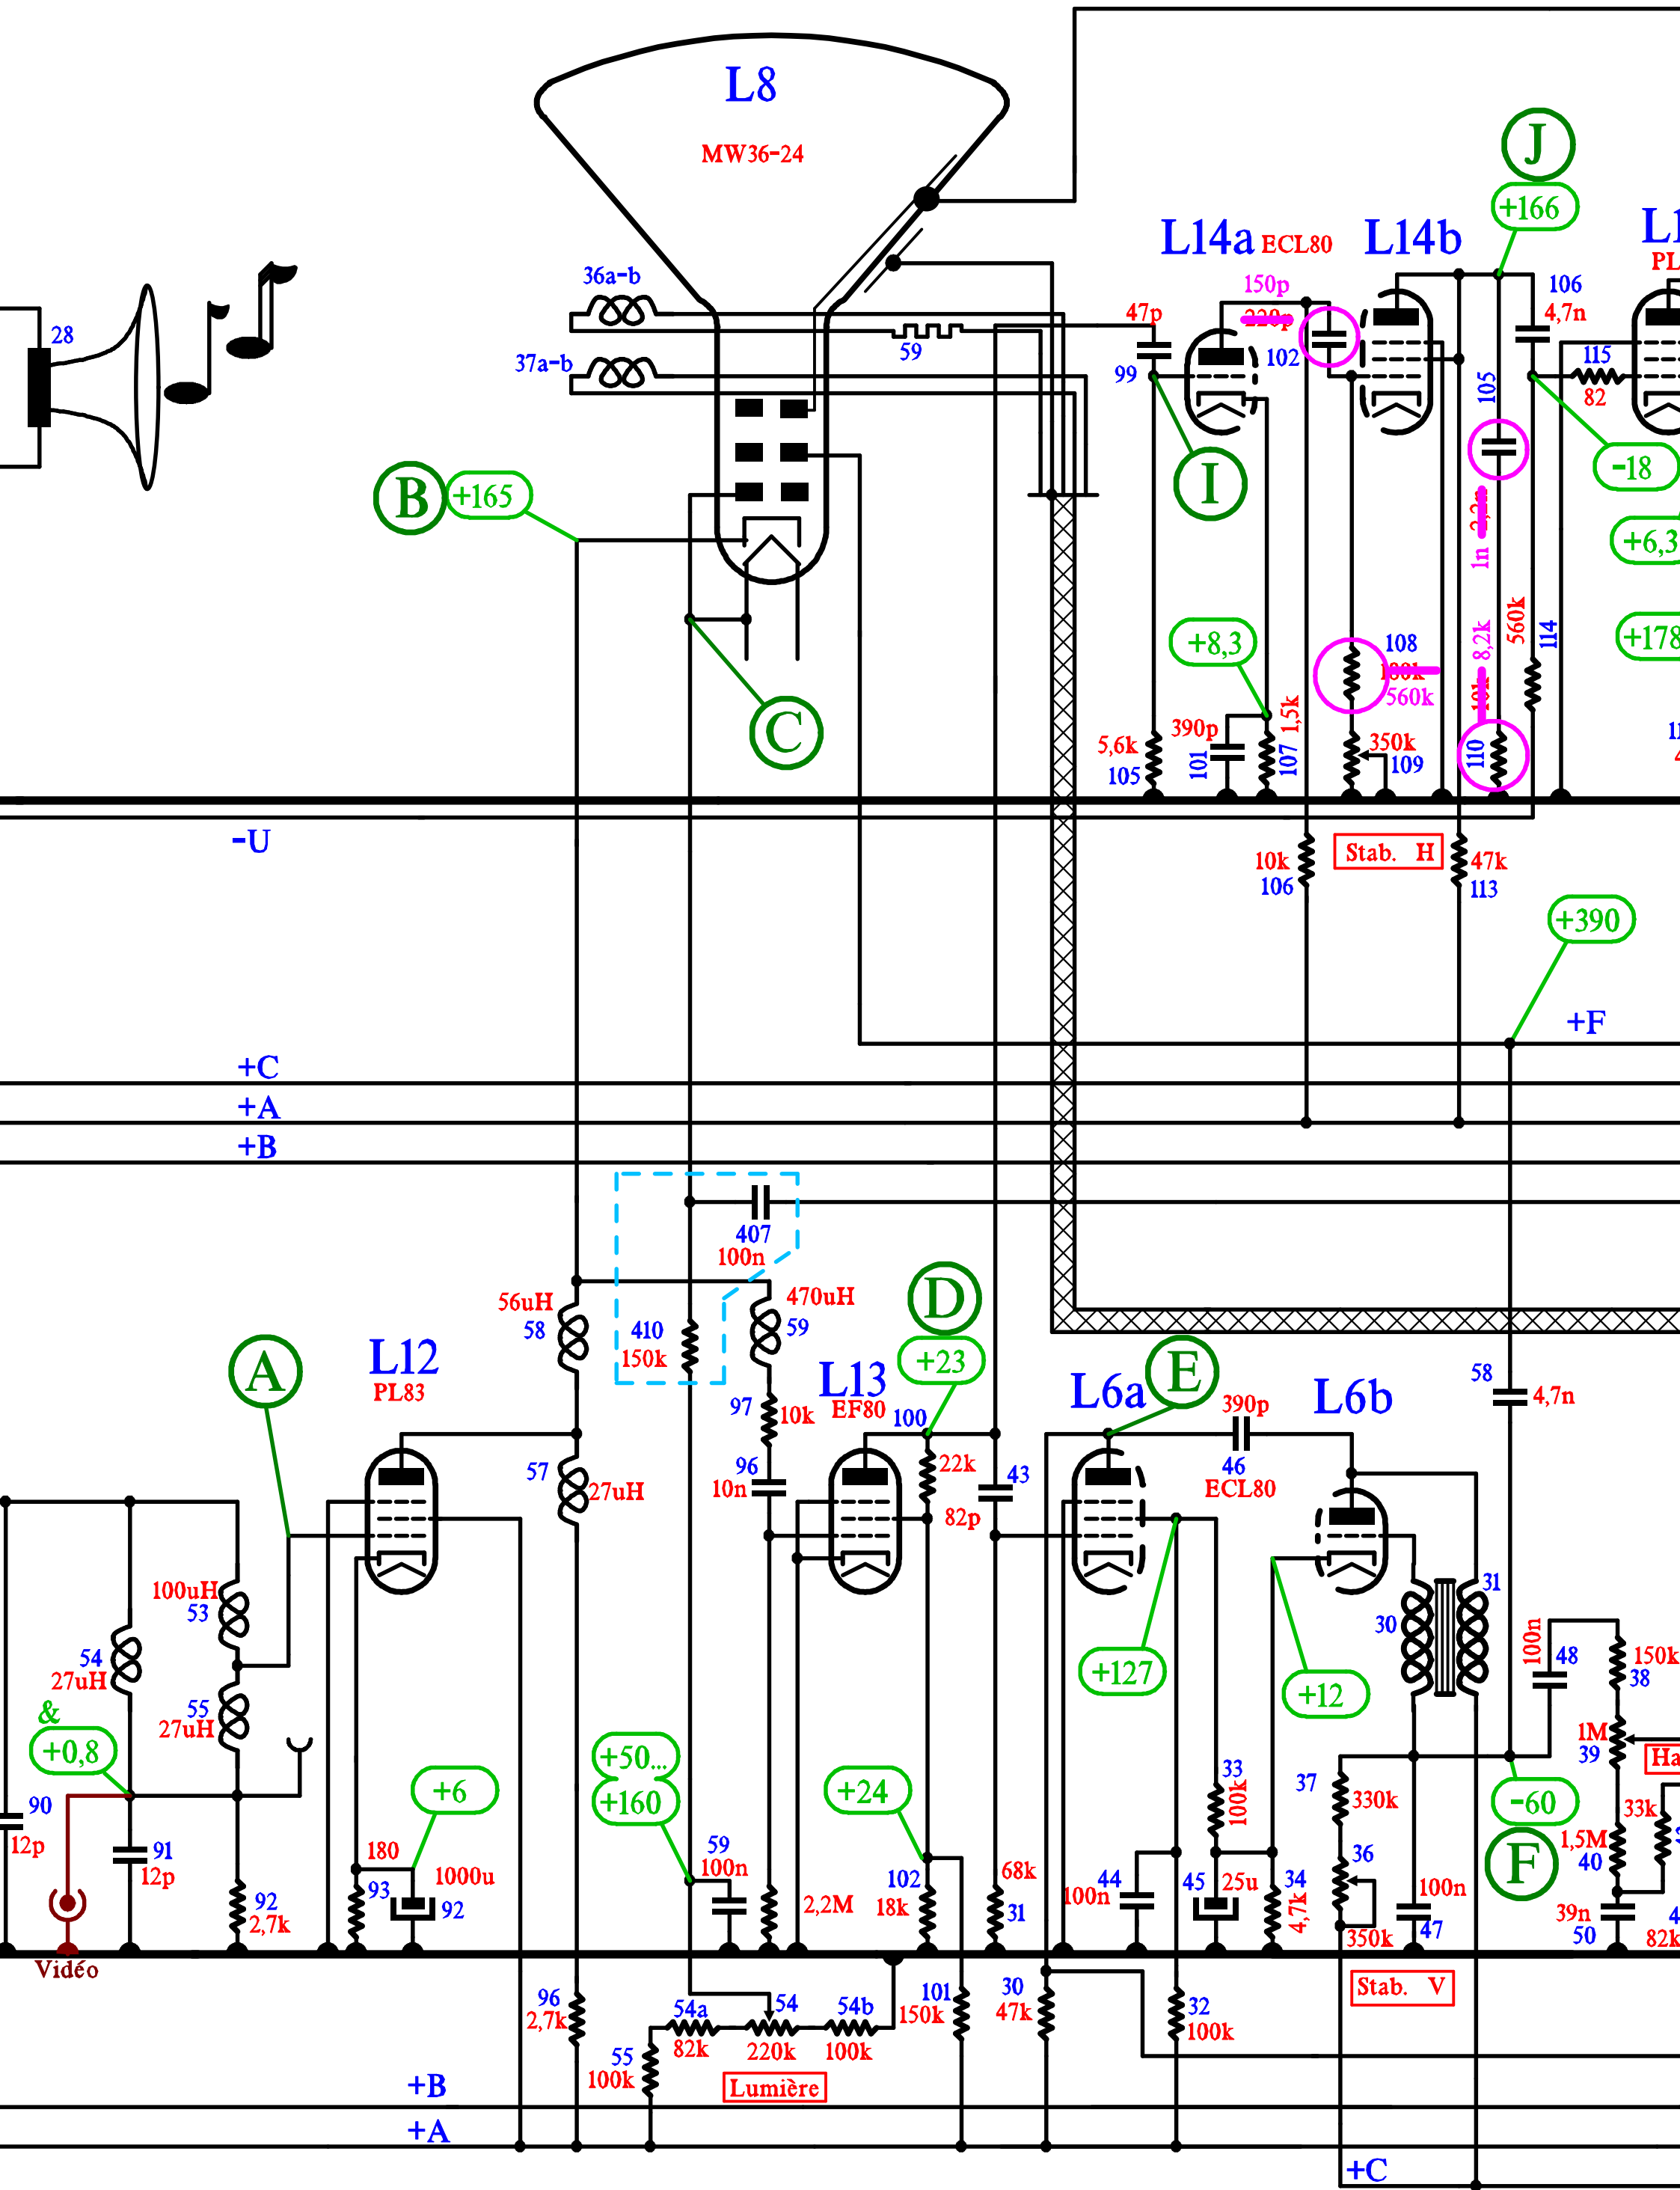 L8
MW36-24
J
+166
L14a ECL80 L14b
PL
36a-b
28
150p
220p
106
4,7n
47p
59
102
99
37a-b
115
82
105
B +165
I
-18
2,2n
1n
+6,3
560k
114
8,2k
10k
+8,3
+178
108
180k
560k
C
390p
101
1,5k
107
5,6k
105
350k
109
110
-U
Stab. H
10k
106
47k
113
+390
+F
+C
+A
+B
407
100n
56uH
58
470uH
59
410
150k
D
+23
A
L12
PL83
L13
EF80
100
L6a
E
L6b
58
4,7n
390p
46
ECL80
97
10k
57
27uH
96
10n
22k
43
82p
100uH
53
54
27uH
55
27uH
31
30
100n
48
150k
38
+127
+12
&
+0,8
1M
39
Ha
+50...
+160
+6
+24
33
100k
37
330k
-60
F
33k
90
12p
91
12p
180
93
1000u
92
92
2,7k
59
100n
2,2M
102
18k
68k
31
44
100n
45
25u
34
4,7k
36
350k
100n
47
1,5M
40
39n
50
82k
Vidéo
Stab. V
96
2,7k
54a
82k
54
220k
54b
100k
101
150k
30
47k
32
100k
55
100k
Lumière
+B
+A
+C